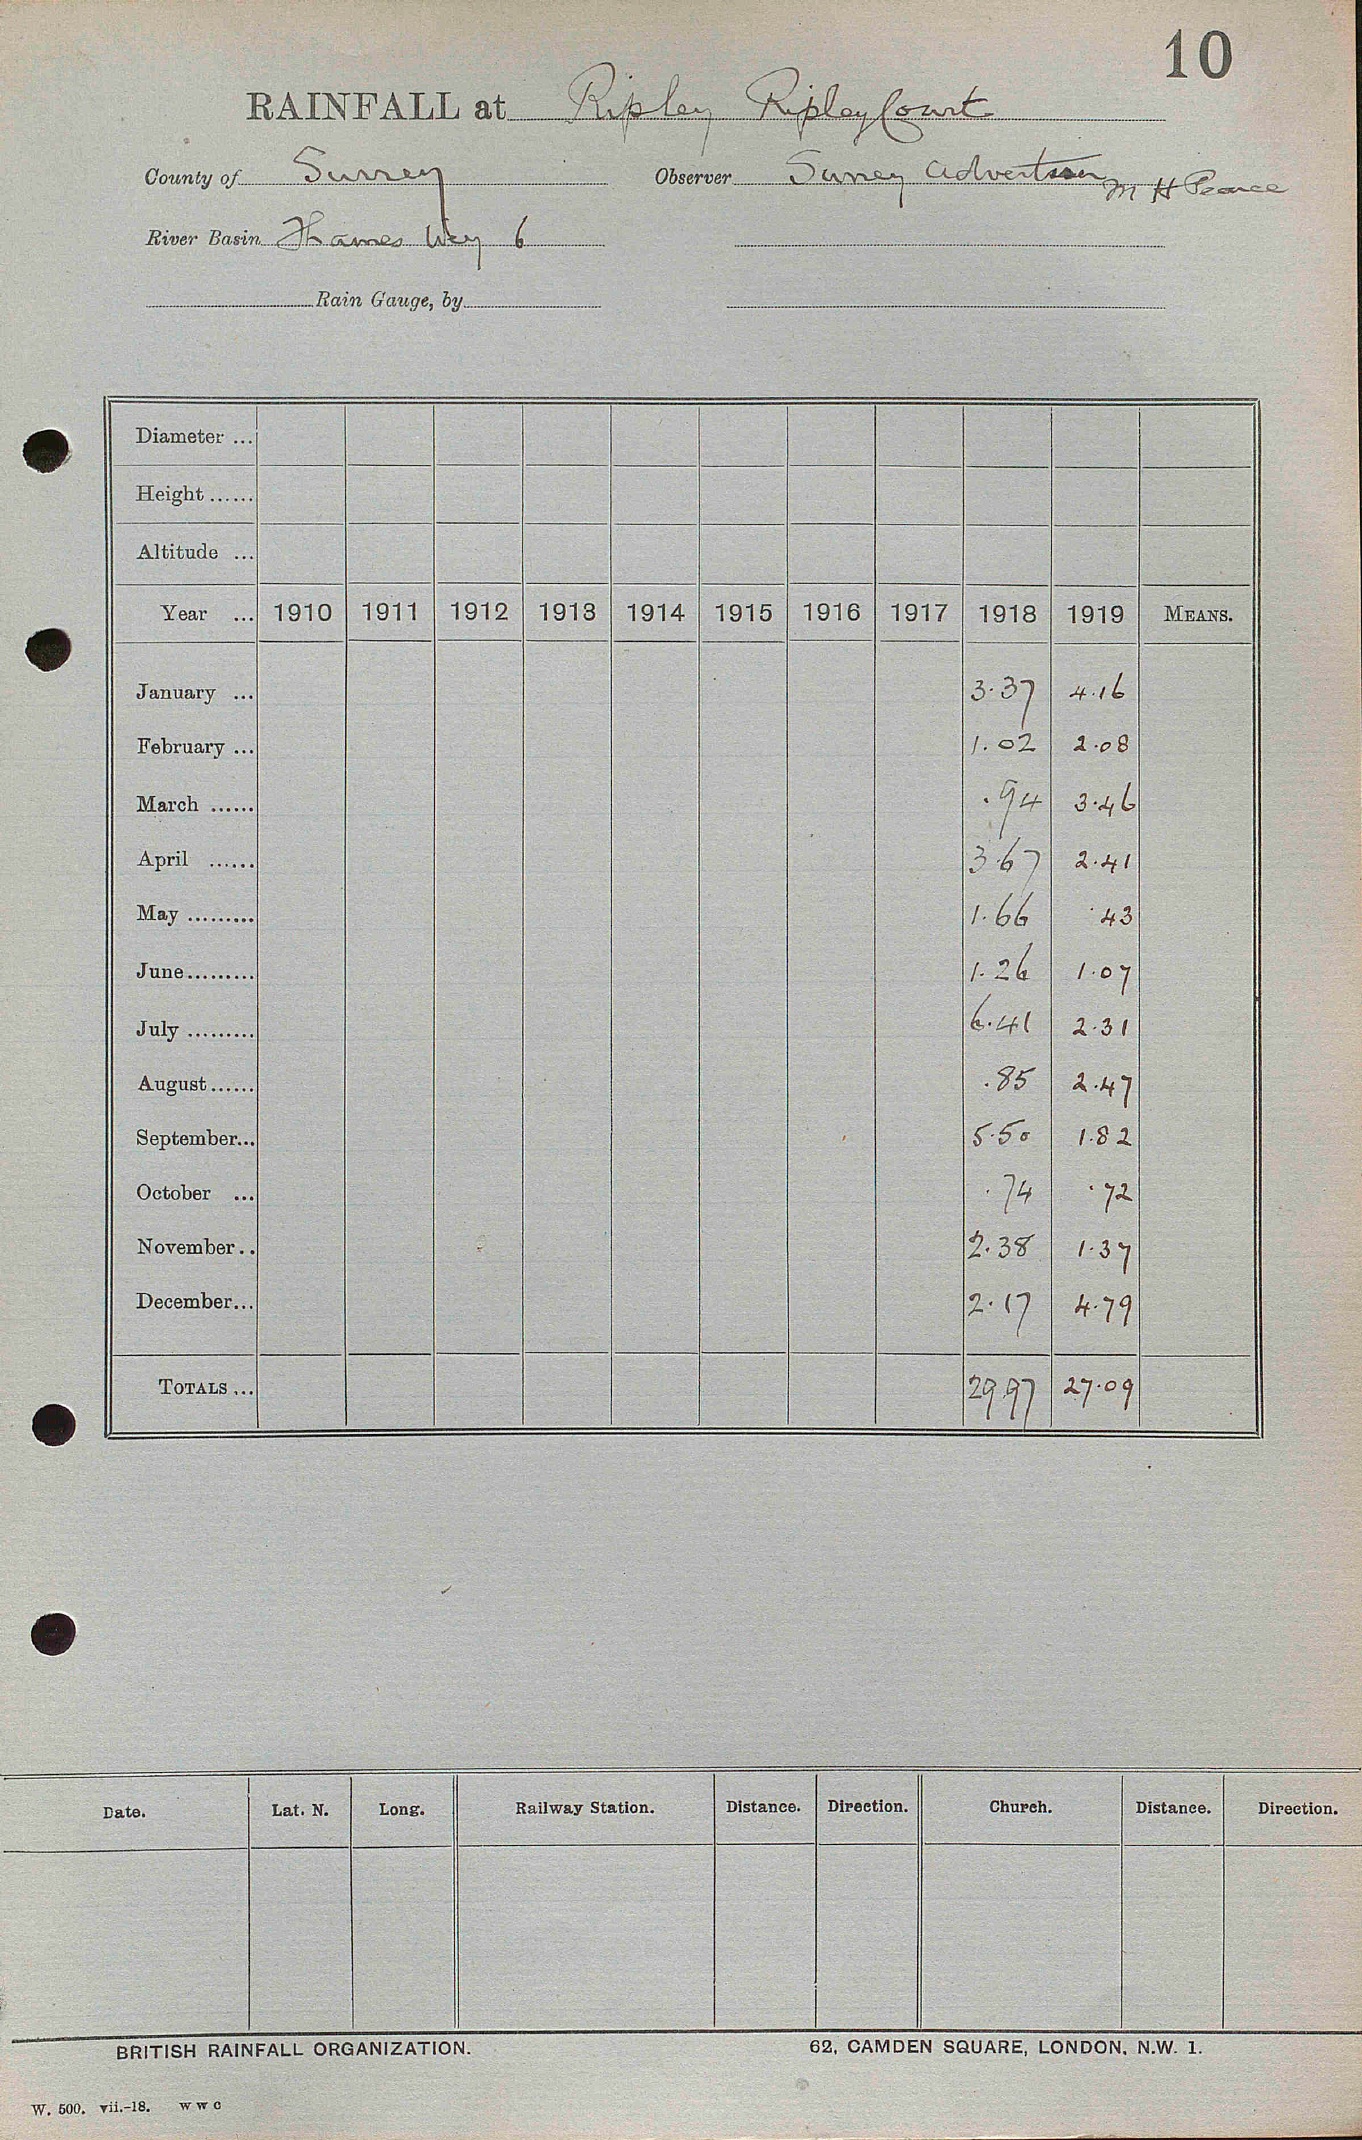 10
RAINFALL at Ripley Ripley Court
County of Surrey Observer Surrey Advertiser M H Pearce
River Basin Thames Wey 6
Rain Gauge, by
Diameter ...
Height ......
Altitude ...
Year ... 1910 1911 1912 1913 1914 1915 1916 1917 1918 1919 MEANS.
January ... 3.37 4.16
February ... 1.02 2.08
March ...... .94 3.46
April ...... 3.67 2.41
May ......... 1.66 .43
June ......... 1.26 1.07
July ......... 6.41 2.31
August ...... .85 2.47
September... 5.50 1.82
October ... .74 .72
November.. 2.38 1.37
December... 2.17 4.79
TOTALS ... 29.97 27.09
Date. Lat. N. Long. Railway Station. Distance. Direction. Church. Distance. Direction.
BRITISH RAINFALL ORGANIZATION. 62, CAMDEN SQUARE, LONDON, N.W. 1.
W. 500. vii.-18. W W C